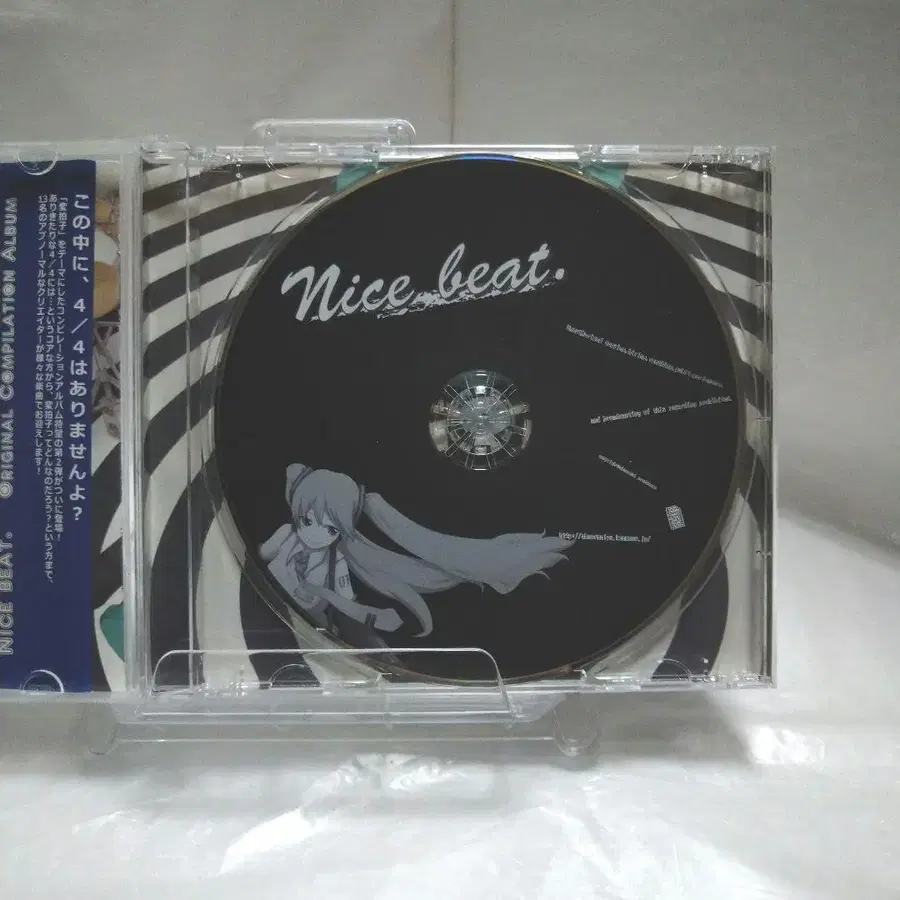 この中に、4/4はありませんよ?
「変拍子」をテーマにしたコンピレーションアルバム待望の第2弾がついに登場!
ありきたりな4/4には…というコアな方から、変拍子ってどんなのだろう?という方まで、
13名のアブノーマルなクリエイターが様々な楽曲でお迎えします!
NICE BEAT. ORIGINAL COMPILATION ALBUM
Nice beat.
of this recording
01